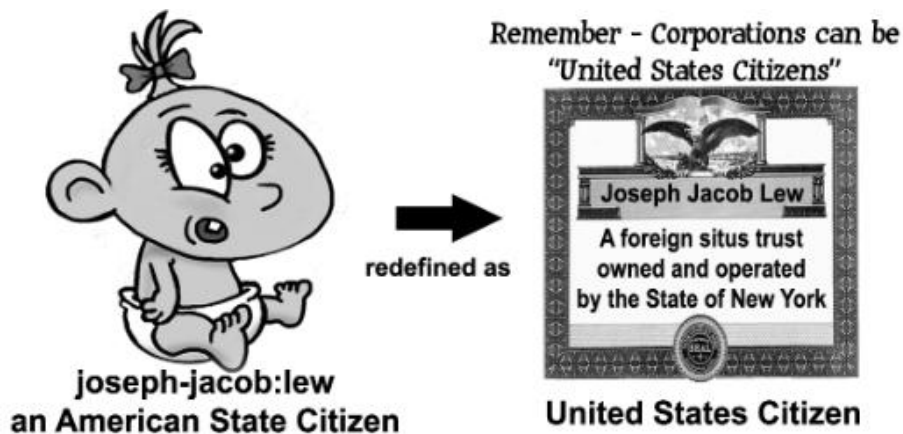 Remember - Corporations can be
"United States Citizens"
Joseph Jacob Lew
A foreign situs trust
owned and operated
by the State of New York
SEAL
redefined as
joseph-jacob:lew
an American State Citizen
United States Citizen